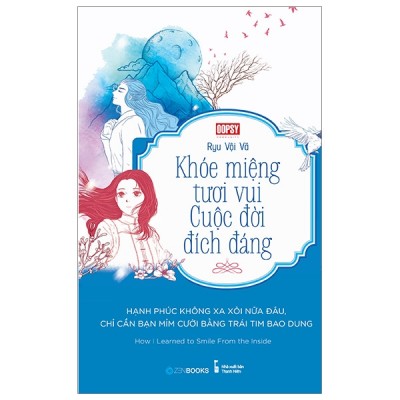 OOPSY
Ryu Vội Vã
Khóe miệng
tươi vui
Cuộc đời
đích đáng
HẠNH PHÚC KHÔNG XA XÔI NỮA ĐÂU,
CHỈ CẦN BẠN MỈM CƯỜI BẰNG TRÁI TIM BAO DUNG
How I Learned to Smile From the Inside
ZENBOOKS
Nhà xuất bản
Thanh Niên